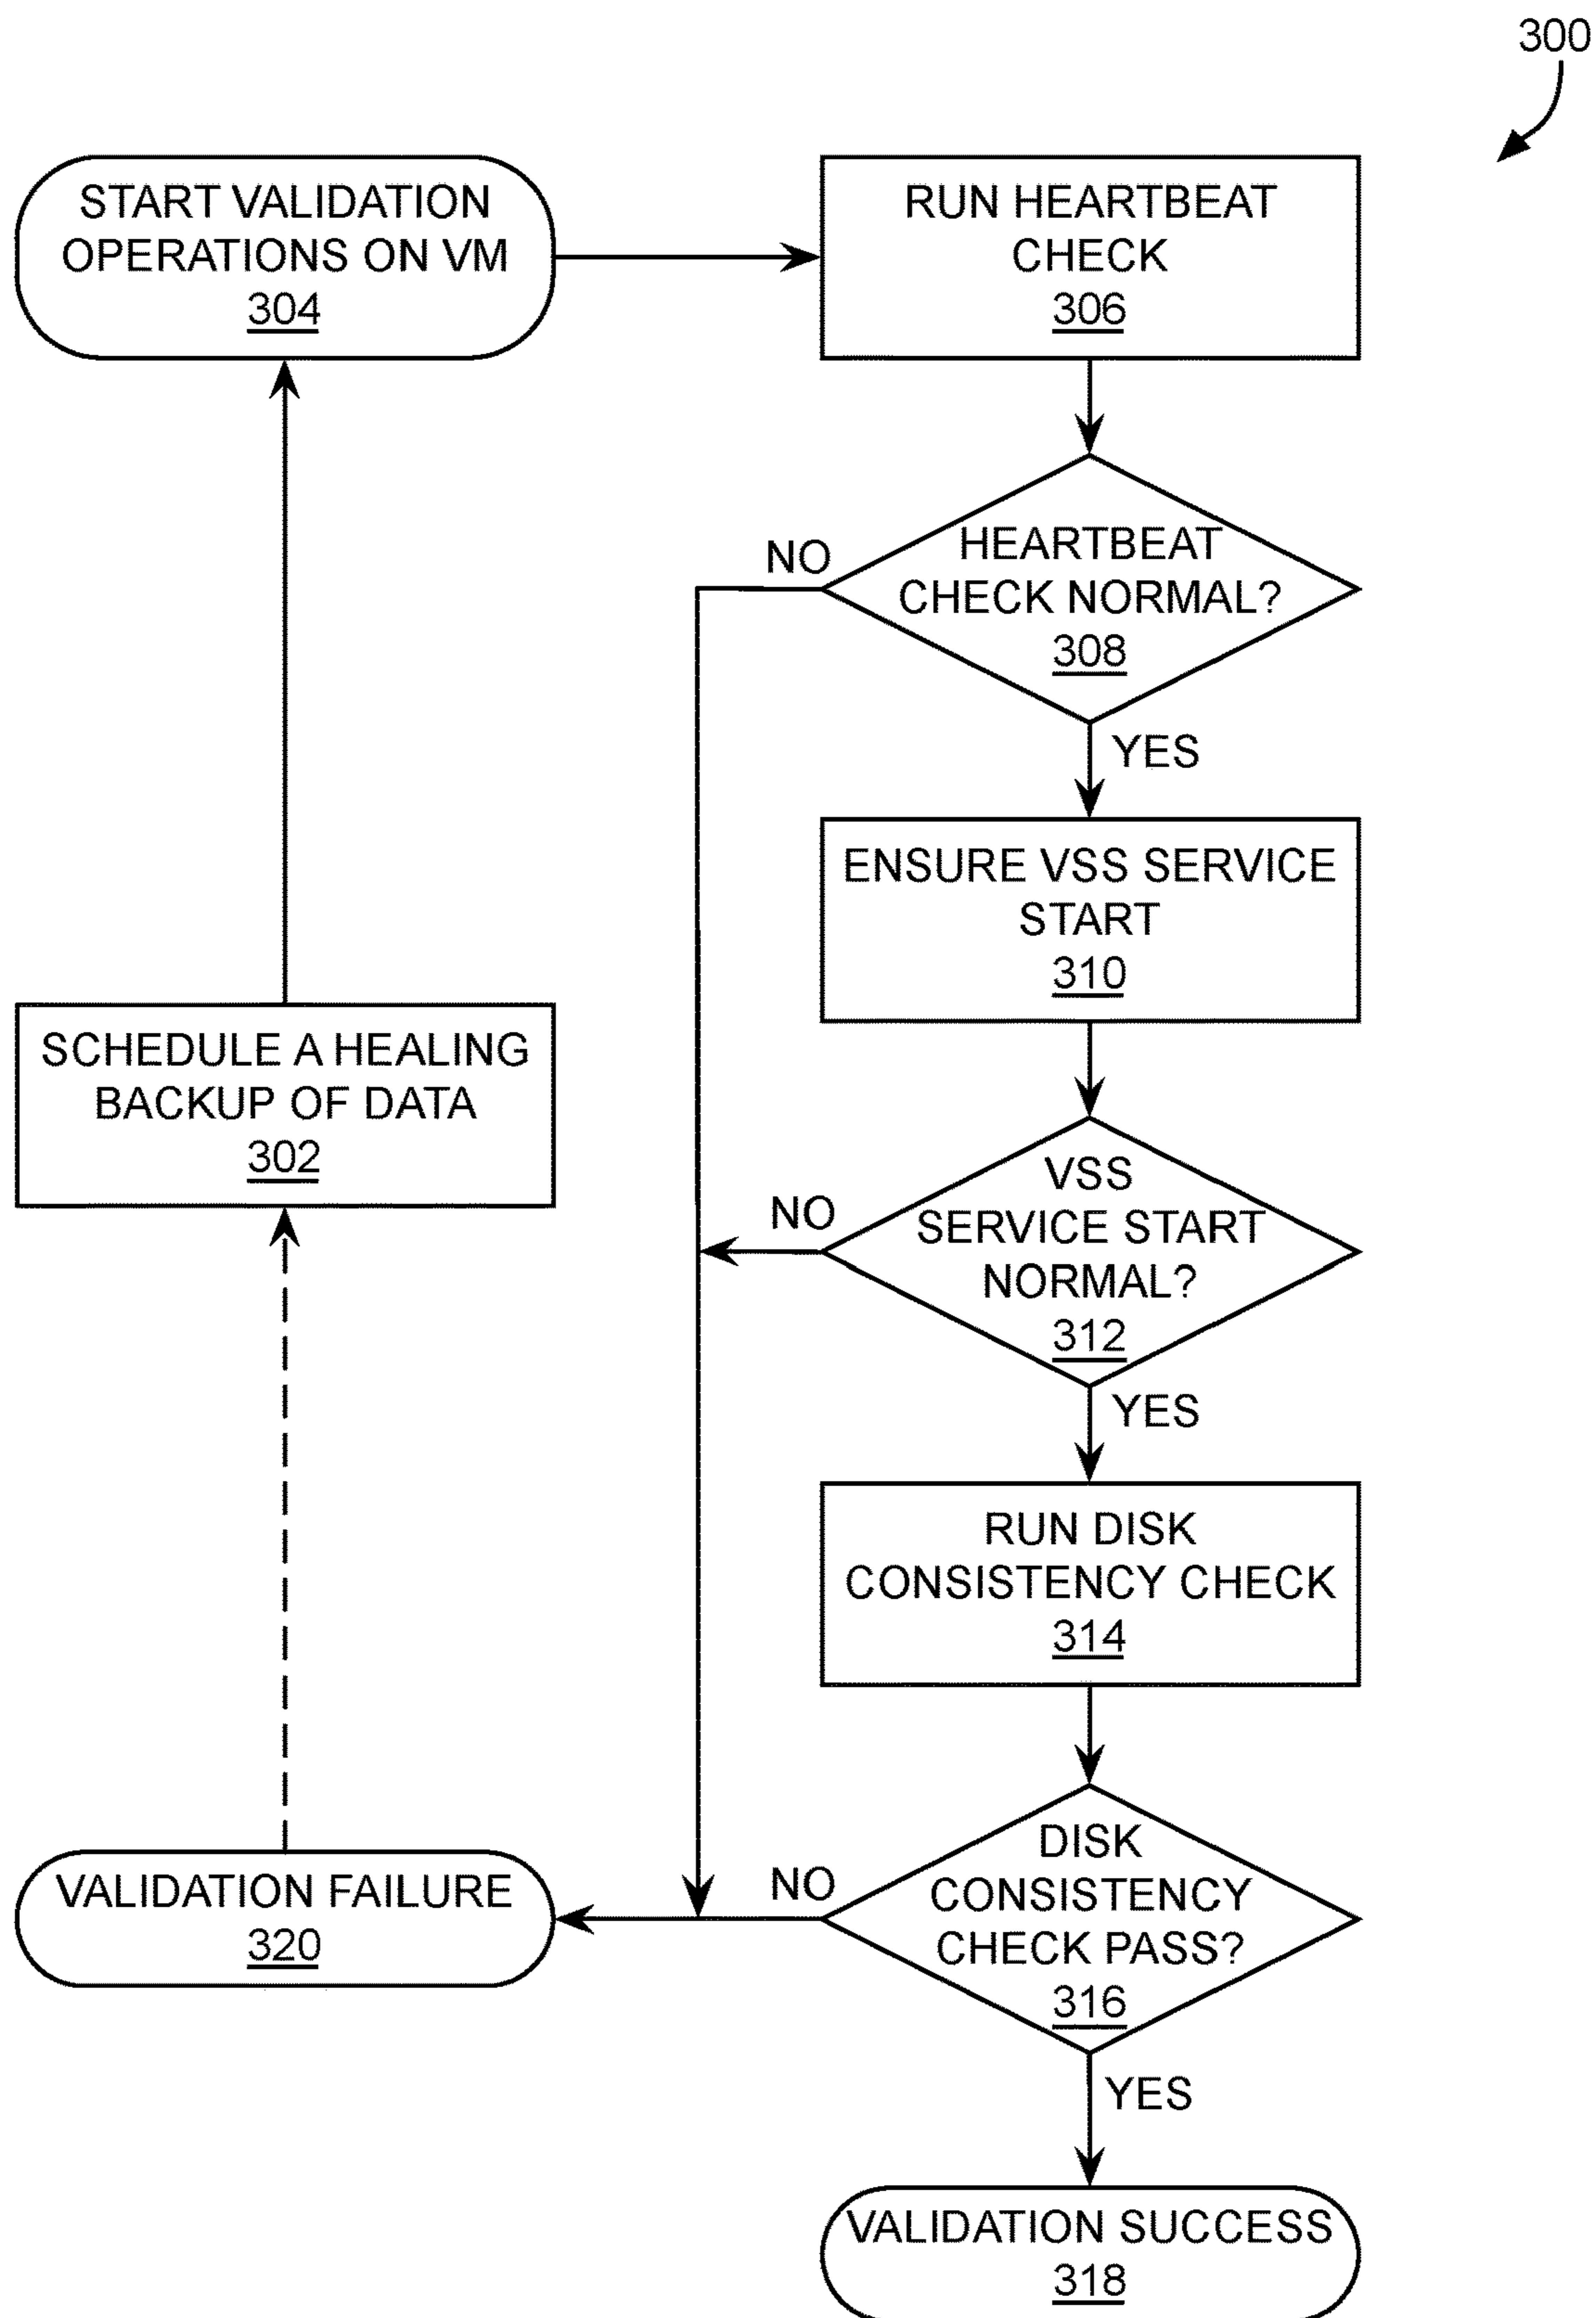 300
START VALIDATION
OPERATIONS ON VM
304
RUN HEARTBEAT
CHECK
306
HEARTBEAT
CHECK NORMAL?
308
NO
YES
ENSURE VSS SERVICE
START
310
SCHEDULE A HEALING
BACKUP OF DATA
302
VSS
SERVICE START
NORMAL?
312
NO
YES
RUN DISK
CONSISTENCY CHECK
314
DISK
CONSISTENCY
CHECK PASS?
316
NO
VALIDATION FAILURE
320
YES
VALIDATION SUCCESS
318